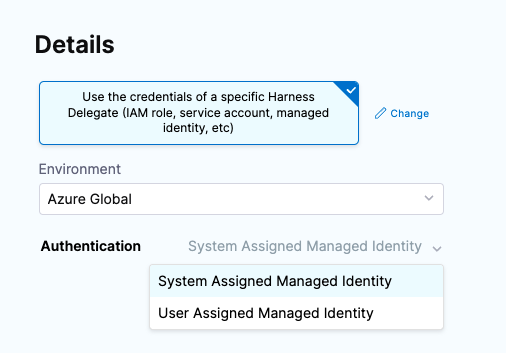 Details
Use the credentials of a specific Harness
Delegate (IAM role, service account, managed
identity, etc)
Change
Environment
Azure Global
Authentication System Assigned Managed Identity
System Assigned Managed Identity
User Assigned Managed Identity